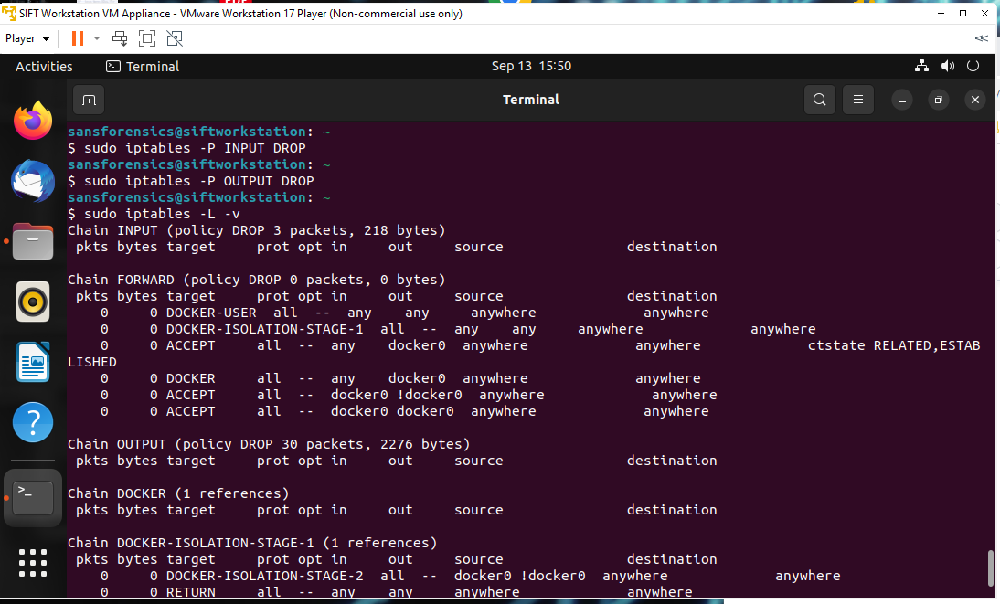 SIFT Workstation VM Appliance - VMware Workstation 17 Player (Non-commercial use only)
Player
Activities Terminal Sep 13 15:50
Terminal
sansforensics@siftworkstation: ~
$ sudo iptables -P INPUT DROP
sansforensics@siftworkstation: ~
$ sudo iptables -P OUTPUT DROP
sansforensics@siftworkstation: ~
$ sudo iptables -L -v
Chain INPUT (policy DROP 3 packets, 218 bytes)
 pkts bytes target     prot opt in     out     source               destination

Chain FORWARD (policy DROP 0 packets, 0 bytes)
 pkts bytes target     prot opt in     out     source               destination
    0     0 DOCKER-USER  all  --  any    any     anywhere             anywhere
    0     0 DOCKER-ISOLATION-STAGE-1  all  --  any    any     anywhere             anywhere
    0     0 ACCEPT     all  --  any    docker0  anywhere             anywhere             ctstate RELATED,ESTAB
LISHED
    0     0 DOCKER     all  --  any    docker0  anywhere             anywhere
    0     0 ACCEPT     all  --  docker0 !docker0  anywhere             anywhere
    0     0 ACCEPT     all  --  docker0 docker0  anywhere             anywhere

Chain OUTPUT (policy DROP 30 packets, 2276 bytes)
 pkts bytes target     prot opt in     out     source               destination

Chain DOCKER (1 references)
 pkts bytes target     prot opt in     out     source               destination

Chain DOCKER-ISOLATION-STAGE-1 (1 references)
 pkts bytes target     prot opt in     out     source               destination
    0     0 DOCKER-ISOLATION-STAGE-2  all  --  docker0 !docker0  anywhere             anywhere
    0     0 RETURN     all  --  any    any     anywhere             anywhere